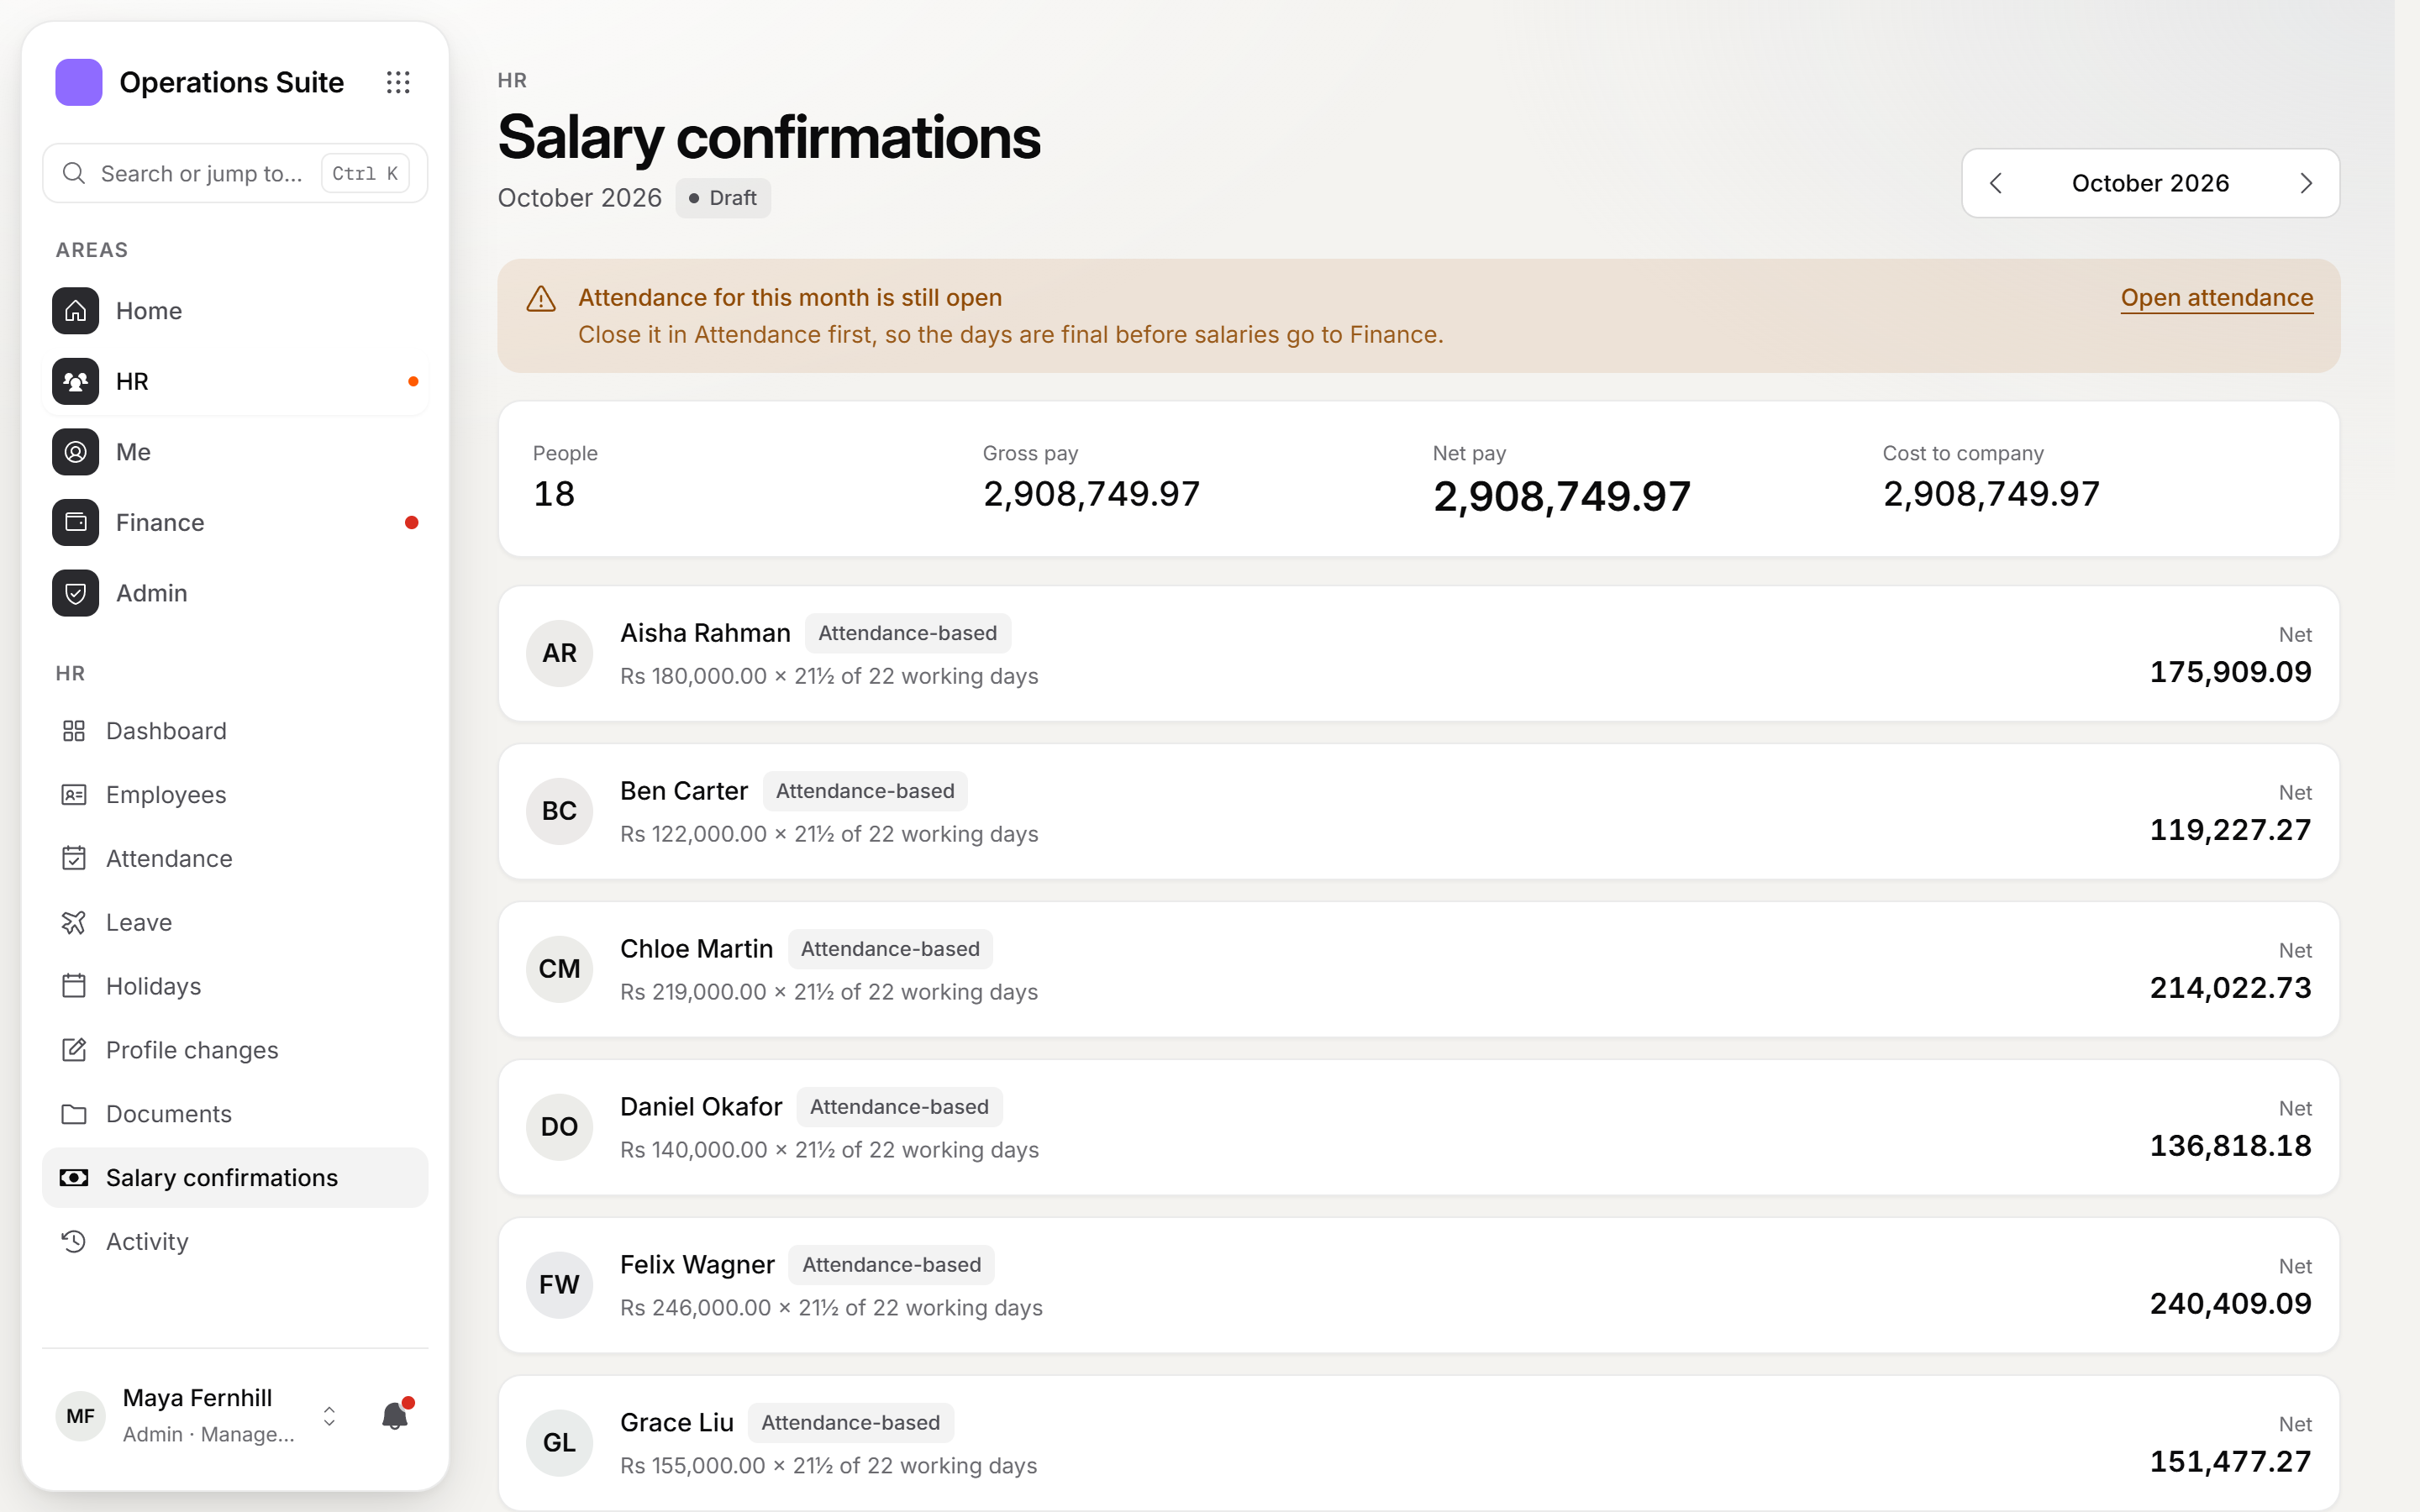 Operations Suite
Search or jump to...
Ctrl K
AREAS
Home
HR
Me
Finance
Admin
HR
Dashboard
Employees
Attendance
Leave
Holidays
Profile changes
Documents
Salary confirmations
Activity
MF
Maya Fernhill
Admin · Manage...
HR
Salary confirmations
October 2026
Draft
October 2026
Attendance for this month is still open
Open attendance
Close it in Attendance first, so the days are final before salaries go to Finance.
People
18
Gross pay
2,908,749.97
Net pay
2,908,749.97
Cost to company
2,908,749.97
AR
Aisha Rahman
Attendance-based
Rs 180,000.00 × 21½ of 22 working days
Net
175,909.09
BC
Ben Carter
Attendance-based
Rs 122,000.00 × 21½ of 22 working days
Net
119,227.27
CM
Chloe Martin
Attendance-based
Rs 219,000.00 × 21½ of 22 working days
Net
214,022.73
DO
Daniel Okafor
Attendance-based
Rs 140,000.00 × 21½ of 22 working days
Net
136,818.18
FW
Felix Wagner
Attendance-based
Rs 246,000.00 × 21½ of 22 working days
Net
240,409.09
GL
Grace Liu
Attendance-based
Rs 155,000.00 × 21½ of 22 working days
Net
151,477.27